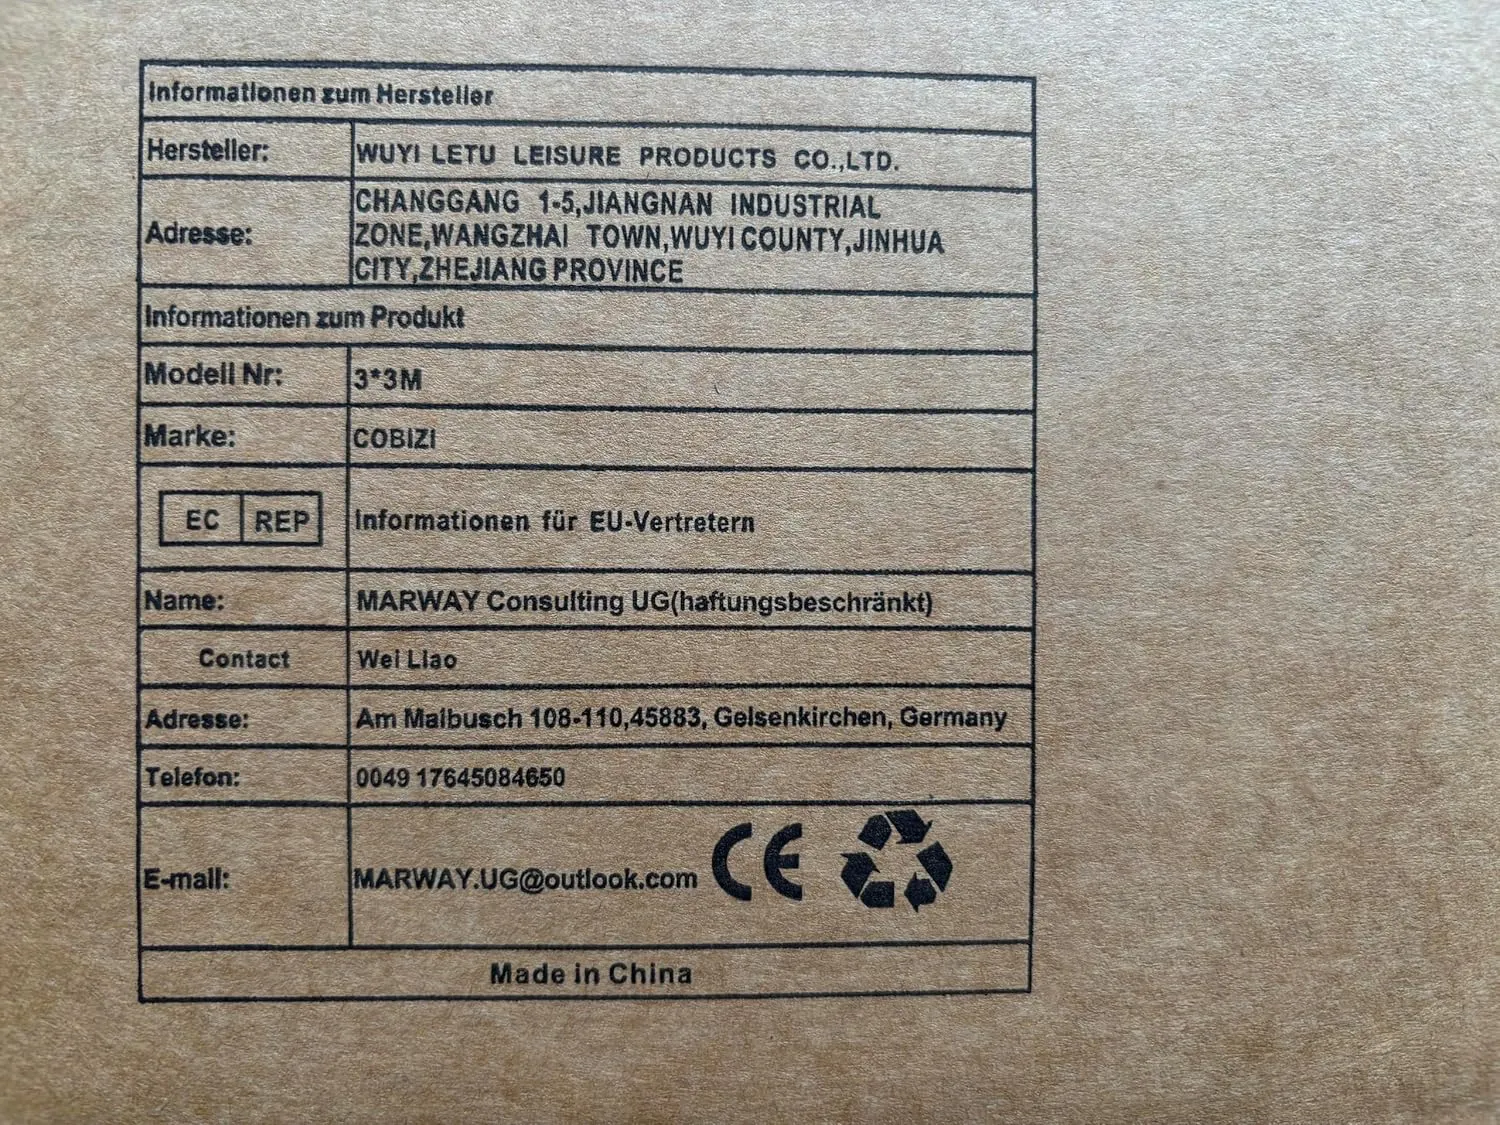 Informationen zum Hersteller
Hersteller: WUYI LETU LEISURE PRODUCTS CO.,LTD.
Adresse: CHANGGANG 1-5,JIANGNAN INDUSTRIAL
ZONE,WANGZHAI TOWN,WUYI COUNTY,JINHUA
CITY,ZHEJIANG PROVINCE
Informationen zum Produkt
Modell Nr: 3*3M
Marke: COBIZI
EC REP Informationen für EU-Vertretern
Name: MARWAY Consulting UG(haftungsbeschränkt)
Contact Wei Liao
Adresse: Am Maibusch 108-110,45883, Gelsenkirchen, Germany
Telefon: 0049 17645084650
E-mail: MARWAY.UG@outlook.com CE
Made in China